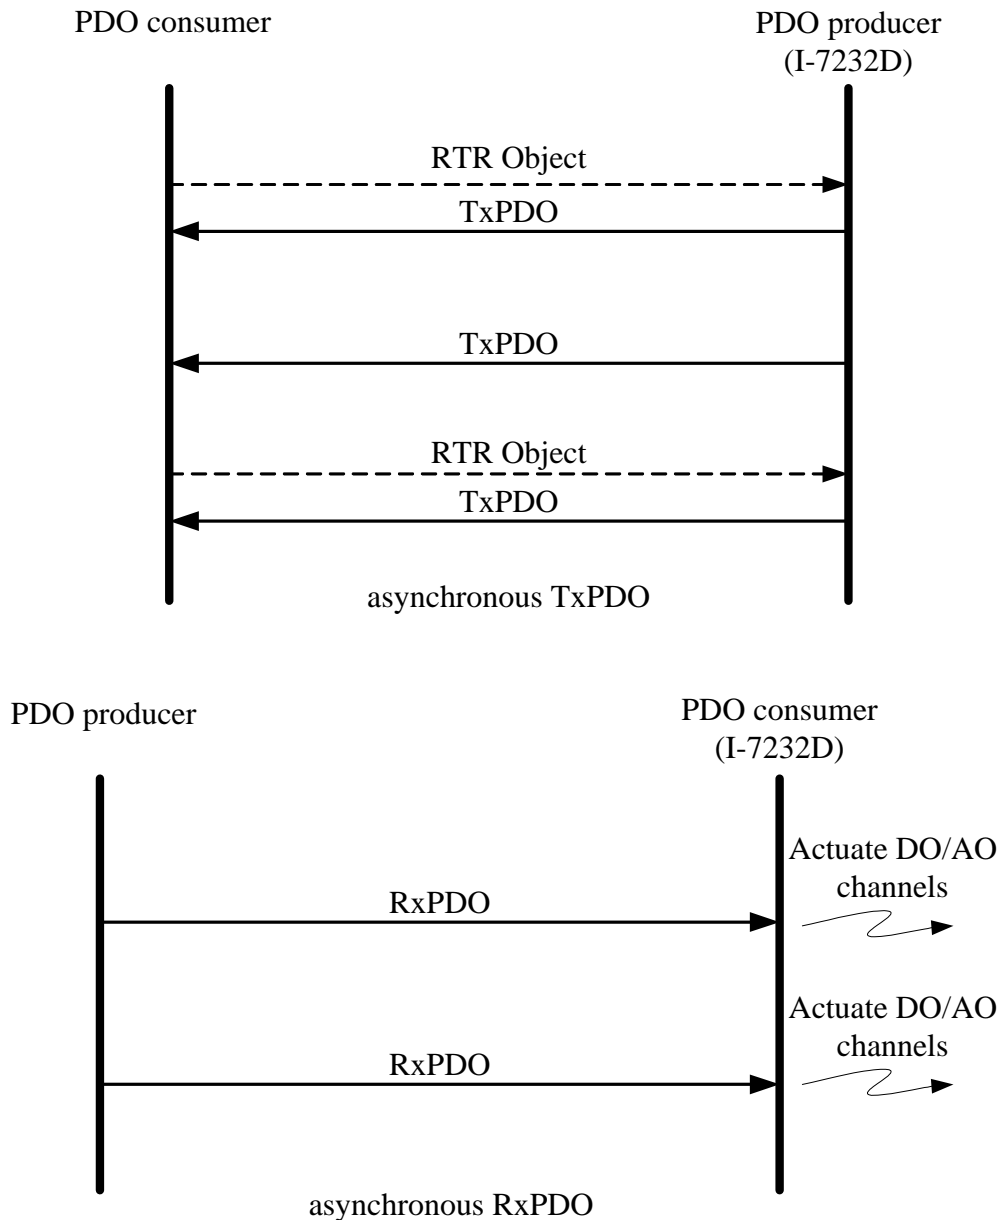 PDO consumer
PDO producer
(I-7232D)
RTR Object
TxPDO
TxPDO
RTR Object
TxPDO
asynchronous TxPDO
PDO producer
PDO consumer
(I-7232D)
Actuate DO/AO
channels
RxPDO
Actuate DO/AO
channels
RxPDO
asynchronous RxPDO